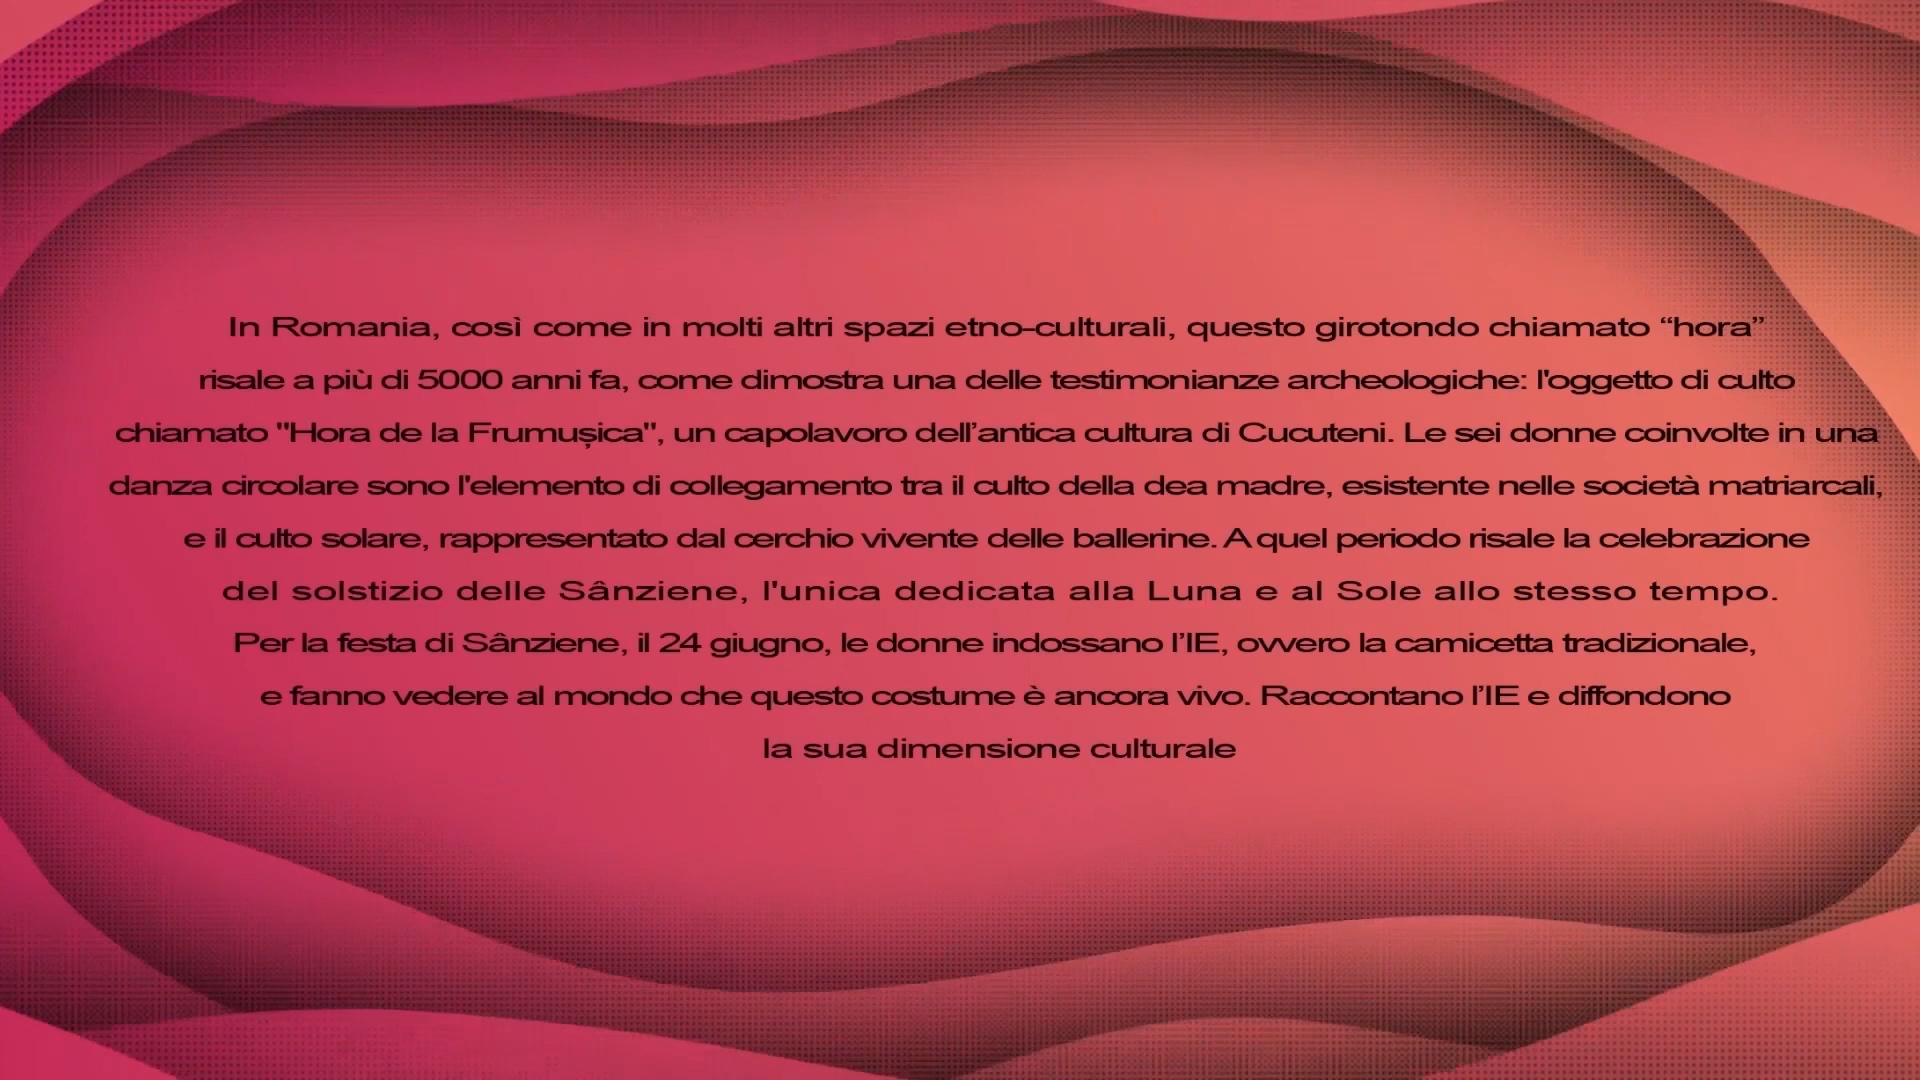 In Romania, così come in molti altri spazi etno-culturali, questo girotondo chiamato “hora”
risale a più di 5000 anni fa, come dimostra una delle testimonianze archeologiche: l'oggetto di culto
chiamato "Hora de la Frumușica", un capolavoro dell’antica cultura di Cucuteni. Le sei donne coinvolte in una
danza circolare sono l'elemento di collegamento tra il culto della dea madre, esistente nelle società matriarcali,
e il culto solare, rappresentato dal cerchio vivente delle ballerine. A quel periodo risale la celebrazione
del solstizio delle Sânziene, l'unica dedicata alla Luna e al Sole allo stesso tempo.
Per la festa di Sânziene, il 24 giugno, le donne indossano l’IE, ovvero la camicetta tradizionale,
e fanno vedere al mondo che questo costume è ancora vivo. Raccontano l’IE e diffondono
la sua dimensione culturale